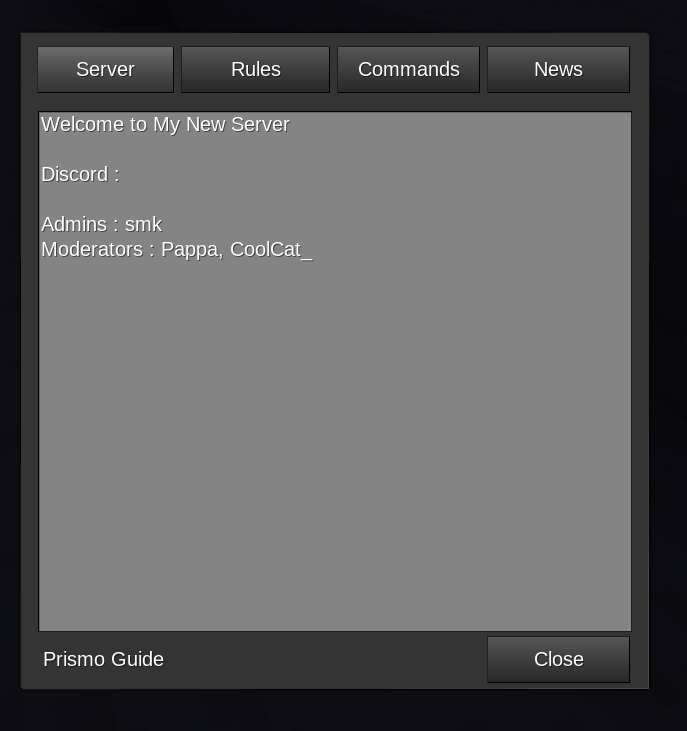 Server
Rules
Commands
News
Welcome to My New Server
Discord :
Admins : smk
Moderators : Pappa, CoolCat_
Prismo Guide
Close